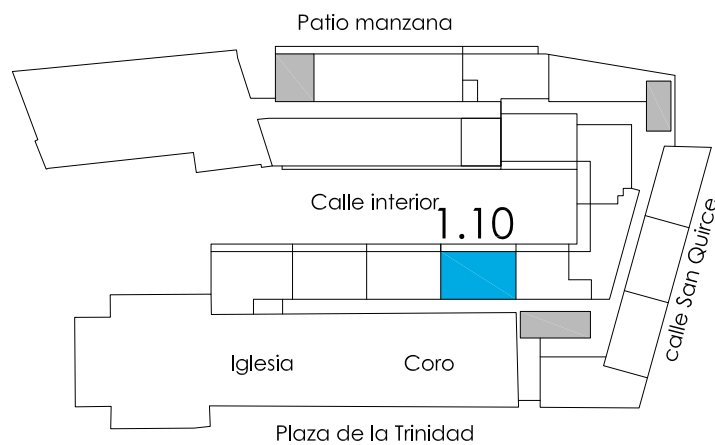 Patio manzana
Calle interior
1.10
calle San Quirce
Iglesia
Coro
Plaza de la Trinidad